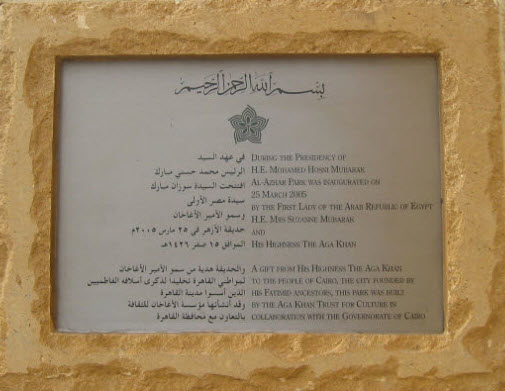 بسم الله الرحمن الرحيم
في عهد السيد
الرئيس محمد حسني مبارك
افتتحت السيدة سوزان مبارك
سيدة مصر الأولى
وسمو الأمير الأغاخان
حديقة الأزهر في ٢٥ مارس ٢٠٠٥م
الموافق ١٥ صفر ١٤٢٦هـ
والحديقة هدية من سمو الأمير الأغاخان
لمواطني القاهرة تخليدا لذكرى أسلافه الفاطميين
الذين أسسوا مدينة القاهرة
وقد أنشأتها مؤسسة الأغاخان للثقافة
بالتعاون مع محافظة القاهرة
DURING THE PRESIDENCY OF
H.E. MOHAMED HOSNI MUBARAK
AL-AZHAR PARK WAS INAUGURATED ON
25 MARCH 2005
BY THE FIRST LADY OF THE ARAB REPUBLIC OF EGYPT
H.E. MRS SUZANNE MUBARAK
AND
HIS HIGHNESS THE AGA KHAN
A GIFT FROM HIS HIGHNESS THE AGA KHAN
TO THE PEOPLE OF CAIRO, THE CITY FOUNDED BY
HIS FATIMID ANCESTORS, THIS PARK WAS BUILT
BY THE AGA KHAN TRUST FOR CULTURE IN
COLLABORATION WITH THE GOVERNORATE OF CAIRO